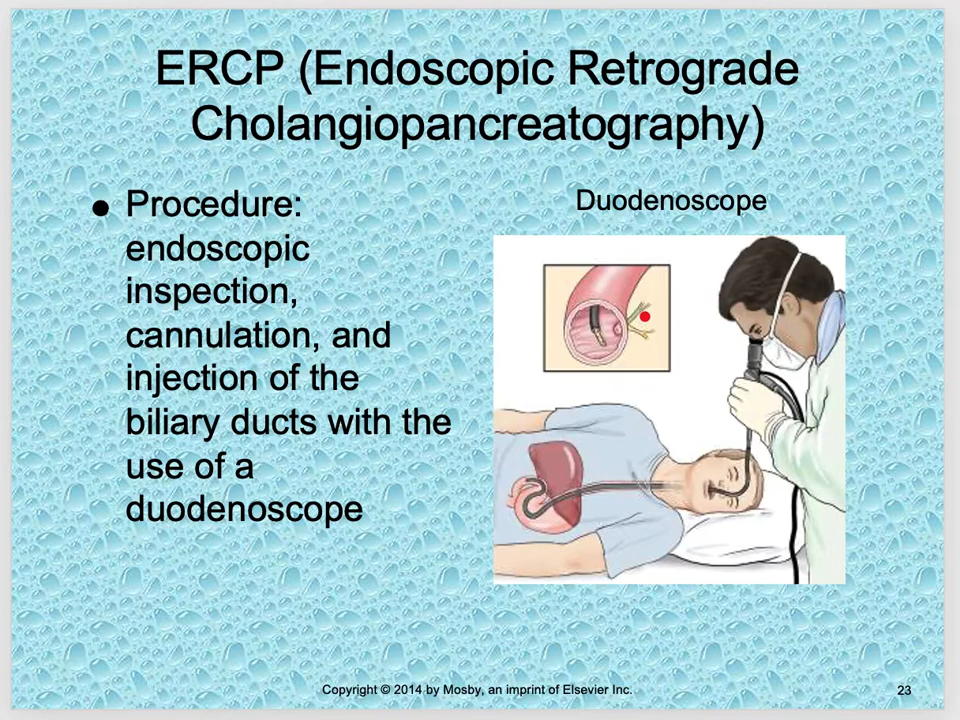 ERCP (Endoscopic Retrograde
Cholangiopancreatography)
● Procedure:
endoscopic
inspection,
cannulation, and
injection of the
biliary ducts with the
use of a
duodenoscope
Duodenoscope
Copyright © 2014 by Mosby, an imprint of Elsevier Inc.
23